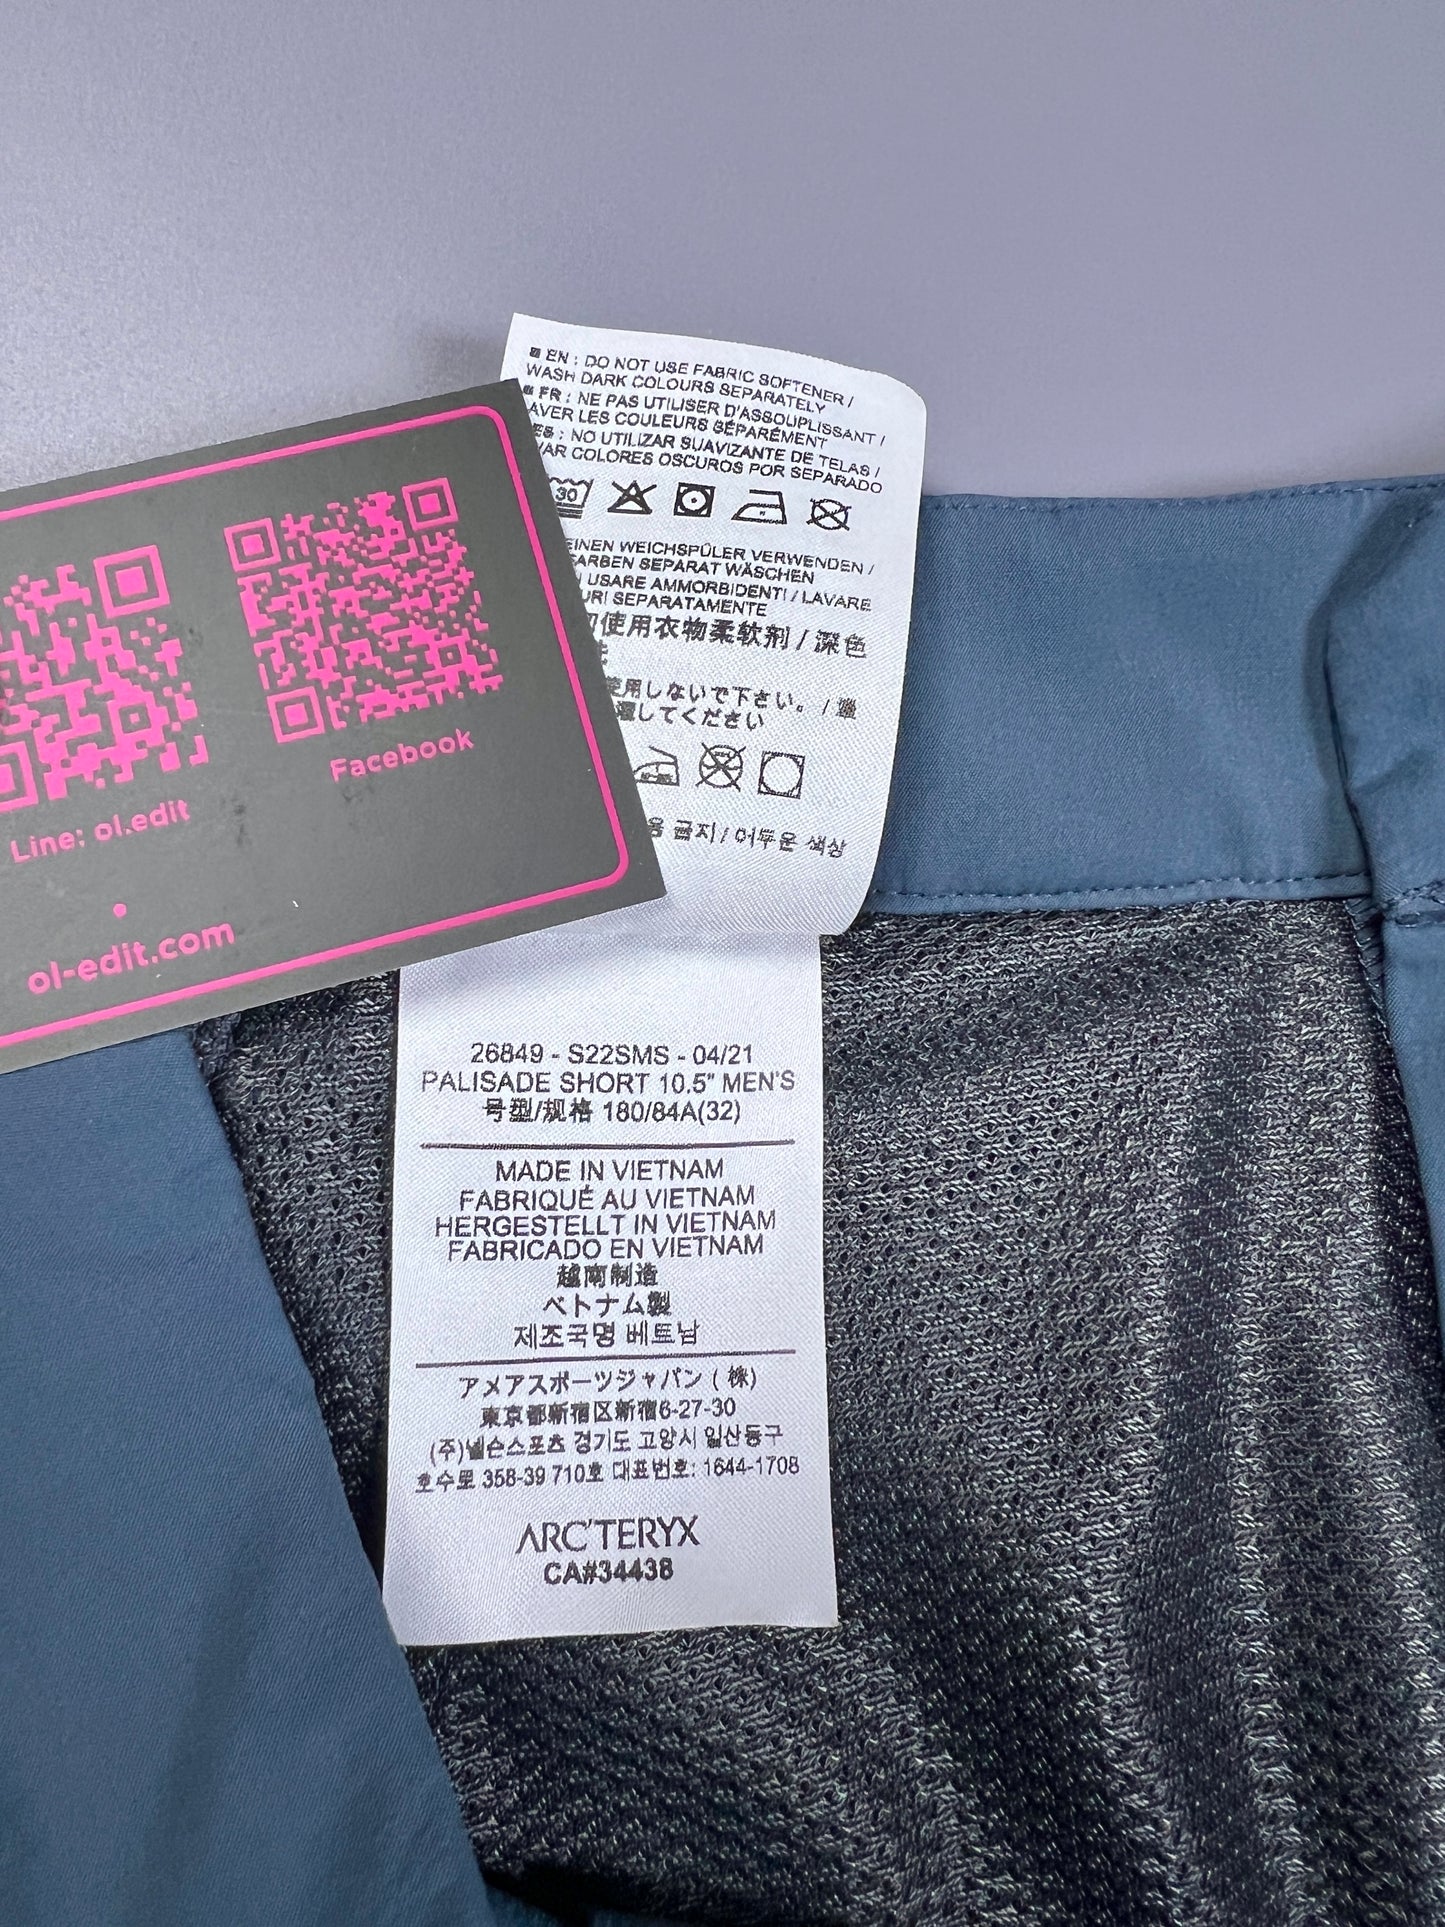 EN : DO NOT USE FABRIC SOFTENER /
WASH DARK COLOURS SEPARATELY
FR : NE PAS UTILISER D'ASSOUPLISSANT /
AVER LES COULEURS SÉPARÉMENT
ES : NO UTILIZAR SUAVIZANTE DE TELAS /
VAR COLORES OSCUROS POR SEPARADO
30
EINEN WEICHSPÜLER VERWENDEN /
ARBEN SEPARAT WÄSCHEN
USARE AMMORBIDENTI / LAVARE
URI SEPARATAMENTE
使用衣物柔软剂 / 深色
使用しないで下さい。/
濯してください
용 금지 / 어두운 색상
Facebook
Line: ol.edit
ol-edit.com
26849 - S22SMS - 04/21
PALISADE SHORT 10.5" MEN'S
号型/规格 180/84A(32)
MADE IN VIETNAM
FABRIQUÉ AU VIETNAM
HERGESTELLT IN VIETNAM
FABRICADO EN VIETNAM
越南制造
ベトナム製
제조국명 베트남
アメアスポーツジャパン ( 株)
東京都新宿区新宿6-27-30
(주)넬슨스포츠 경기도 고양시 일산동구
호수로 358-39 710호 대표번호: 1644-1708
ARC'TERYX
CA#34438